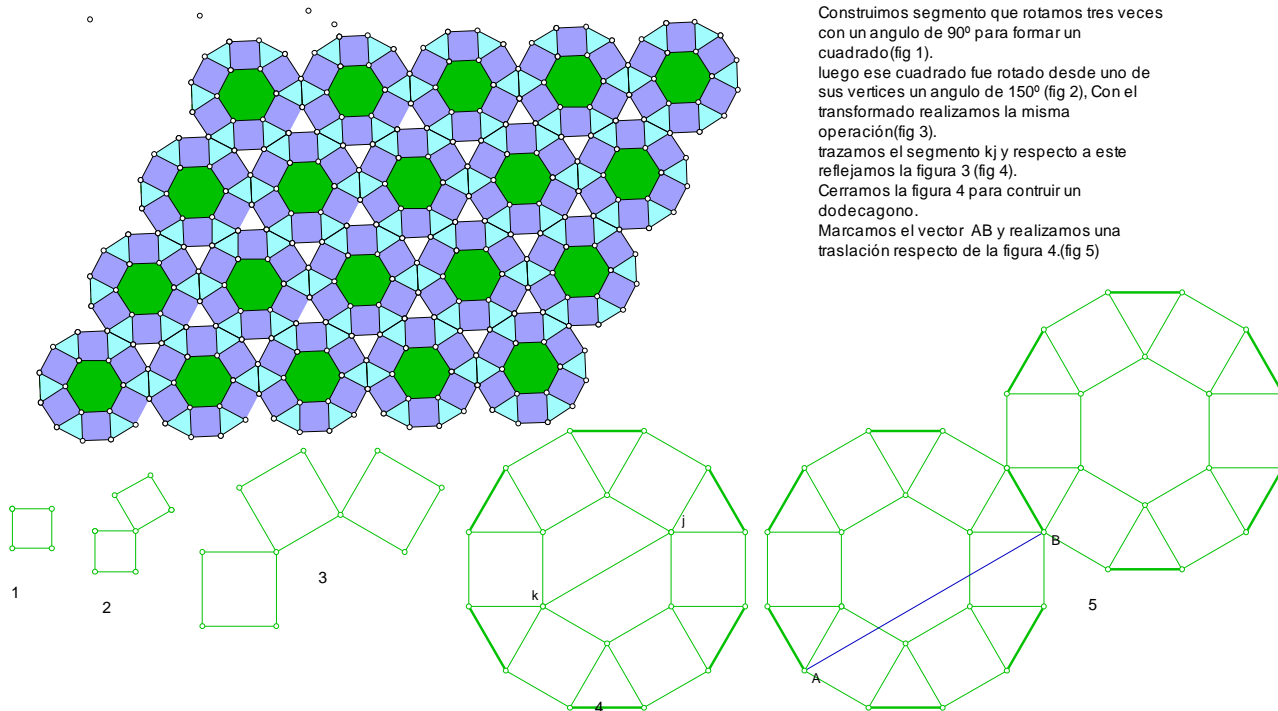 Construimos segmento que rotamos tres veces
con un angulo de 90º para formar un
cuadrado(fig 1).
luego ese cuadrado fue rotado desde uno de
sus vertices un angulo de 150º (fig 2), Con el
transformado realizamos la misma
operación(fig 3).
trazamos el segmento kj y respecto a este
reflejamos la figura 3 (fig 4).
Cerramos la figura 4 para contruir un
dodecagono.
Marcamos el vector AB y realizamos una
traslación respecto de la figura 4.(fig 5)
j
B
3
k
1
2
5
A
4